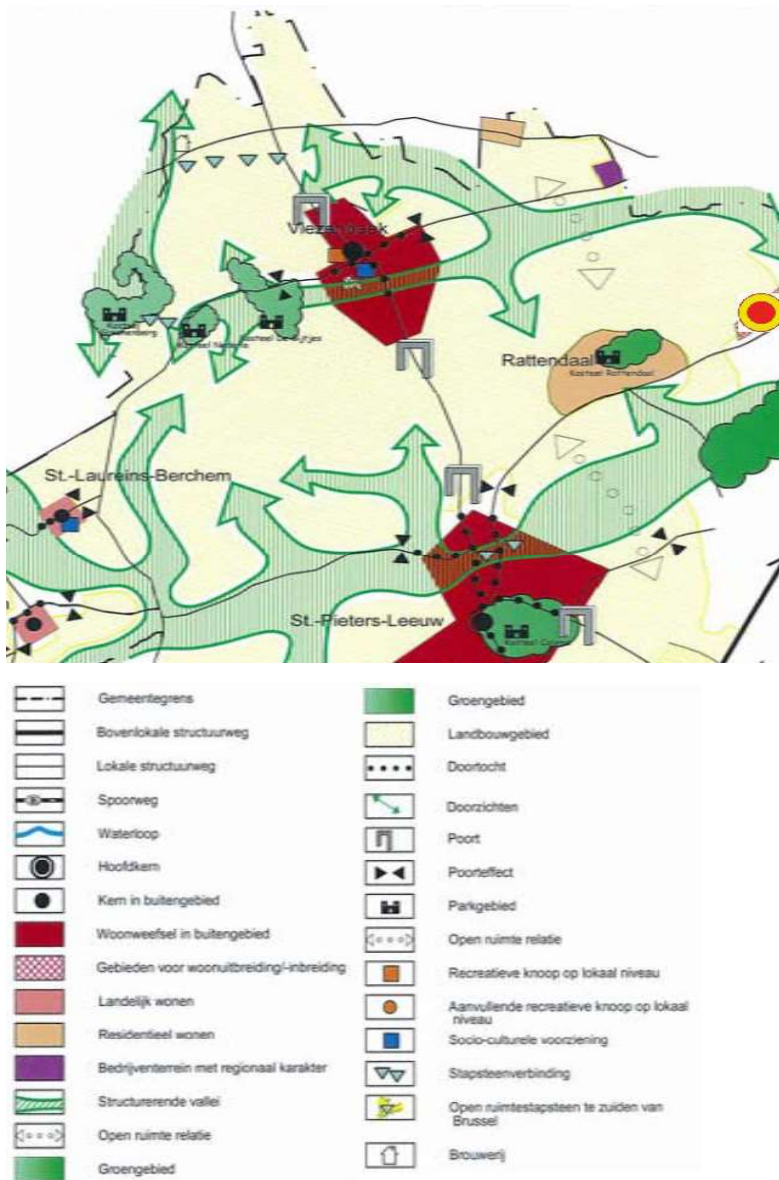 Vlezenbeek
Rattendaal
Kasteel Rattendaal
St.-Laureins-Berchem
St.-Pieters-Leeuw
Gemeentegrens
Bovenlokale structuurweg
Lokale structuurweg
Spoorweg
Waterloop
Hoofdkern
Kern in buitengebied
Woonweefsel in buitengebied
Gebieden voor woonuitbreiding/-inbreiding
Landelijk wonen
Residentieel wonen
Bedrijventerrein met regionaal karakter
Structurerende vallei
Open ruimte relatie
Groengebied
Groengebied
Landbouwgebied
Doortocht
Doorzichten
Poort
Poorteffect
Parkgebied
Open ruimte relatie
Recreatieve knoop op lokaal niveau
Aanvullende recreatieve knoop op lokaal
niveau
Socio-culturele voorziening
Stapsteenverbinding
Open ruimtestapsteen te zuiden van
Brussel
Brouwerij